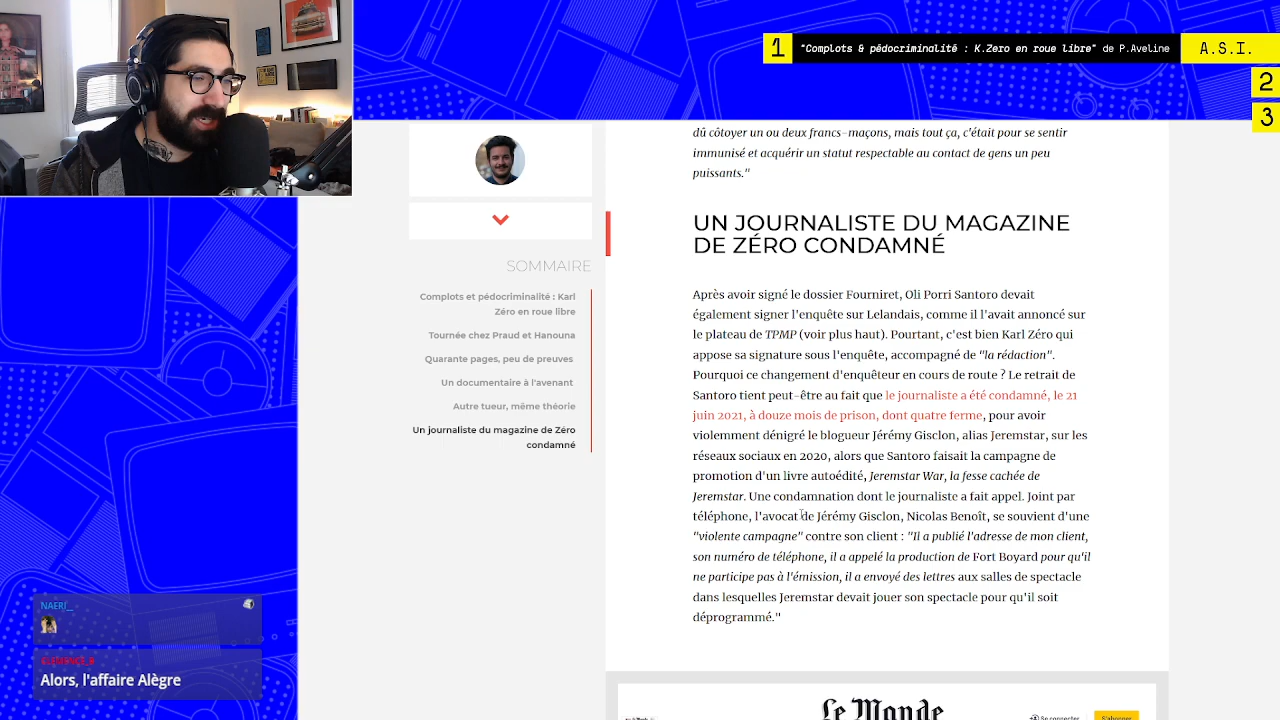 1 "Complots & pédocriminalité : K.Zero en roue libre" de P.Aveline A.S.I.
2
3
dû côtoyer un ou deux francs-maçons, mais tout ça, c'était pour se sentir
immunisé et acquérir un statut respectable au contact de gens un peu
puissants."
UN JOURNALISTE DU MAGAZINE
DE ZÉRO CONDAMNÉ
SOMMAIRE
Complots et pédocriminalité : Karl
Zéro en roue libre
Tournée chez Praud et Hanouna
Quarante pages, peu de preuves
Un documentaire à l'avenant
Autre tueur, même théorie
Un journaliste du magazine de Zéro
condamné
Après avoir signé le dossier Fourniret, Oli Porri Santoro devait
également signer l'enquête sur Lelandais, comme il l'avait annoncé sur
le plateau de TPMP (voir plus haut). Pourtant, c'est bien Karl Zéro qui
appose sa signature sous l'enquête, accompagné de "la rédaction".
Pourquoi ce changement d'enquêteur en cours de route ? Le retrait de
Santoro tient peut-être au fait que le journaliste a été condamné, le 21
juin 2021, à douze mois de prison, dont quatre ferme, pour avoir
violemment dénigré le blogueur Jérémy Gisclon, alias Jeremstar, sur les
réseaux sociaux en 2020, alors que Santoro faisait la campagne de
promotion d'un livre autoédité, Jeremstar War, la fesse cachée de
Jeremstar. Une condamnation dont le journaliste a fait appel. Joint par
téléphone, l'avocat de Jérémy Gisclon, Nicolas Benoît, se souvient d'une
"violente campagne" contre son client : "Il a publié l'adresse de mon client,
son numéro de téléphone, il a appelé la production de Fort Boyard pour qu'il
ne participe pas à l'émission, il a envoyé des lettres aux salles de spectacle
dans lesquelles Jeremstar devait jouer son spectacle pour qu'il soit
déprogrammé."
NAERI_
CLEMENCE_B
Alors, l'affaire Alègre
Le Monde
Se connecter
S'abonner